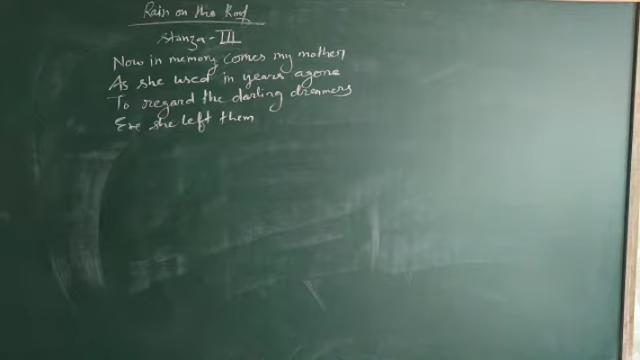 Rain on the Roof
Stanza - III
Now in memory comes my mother
As she used in years agone
To regard the darling dreamers
Ere she left them